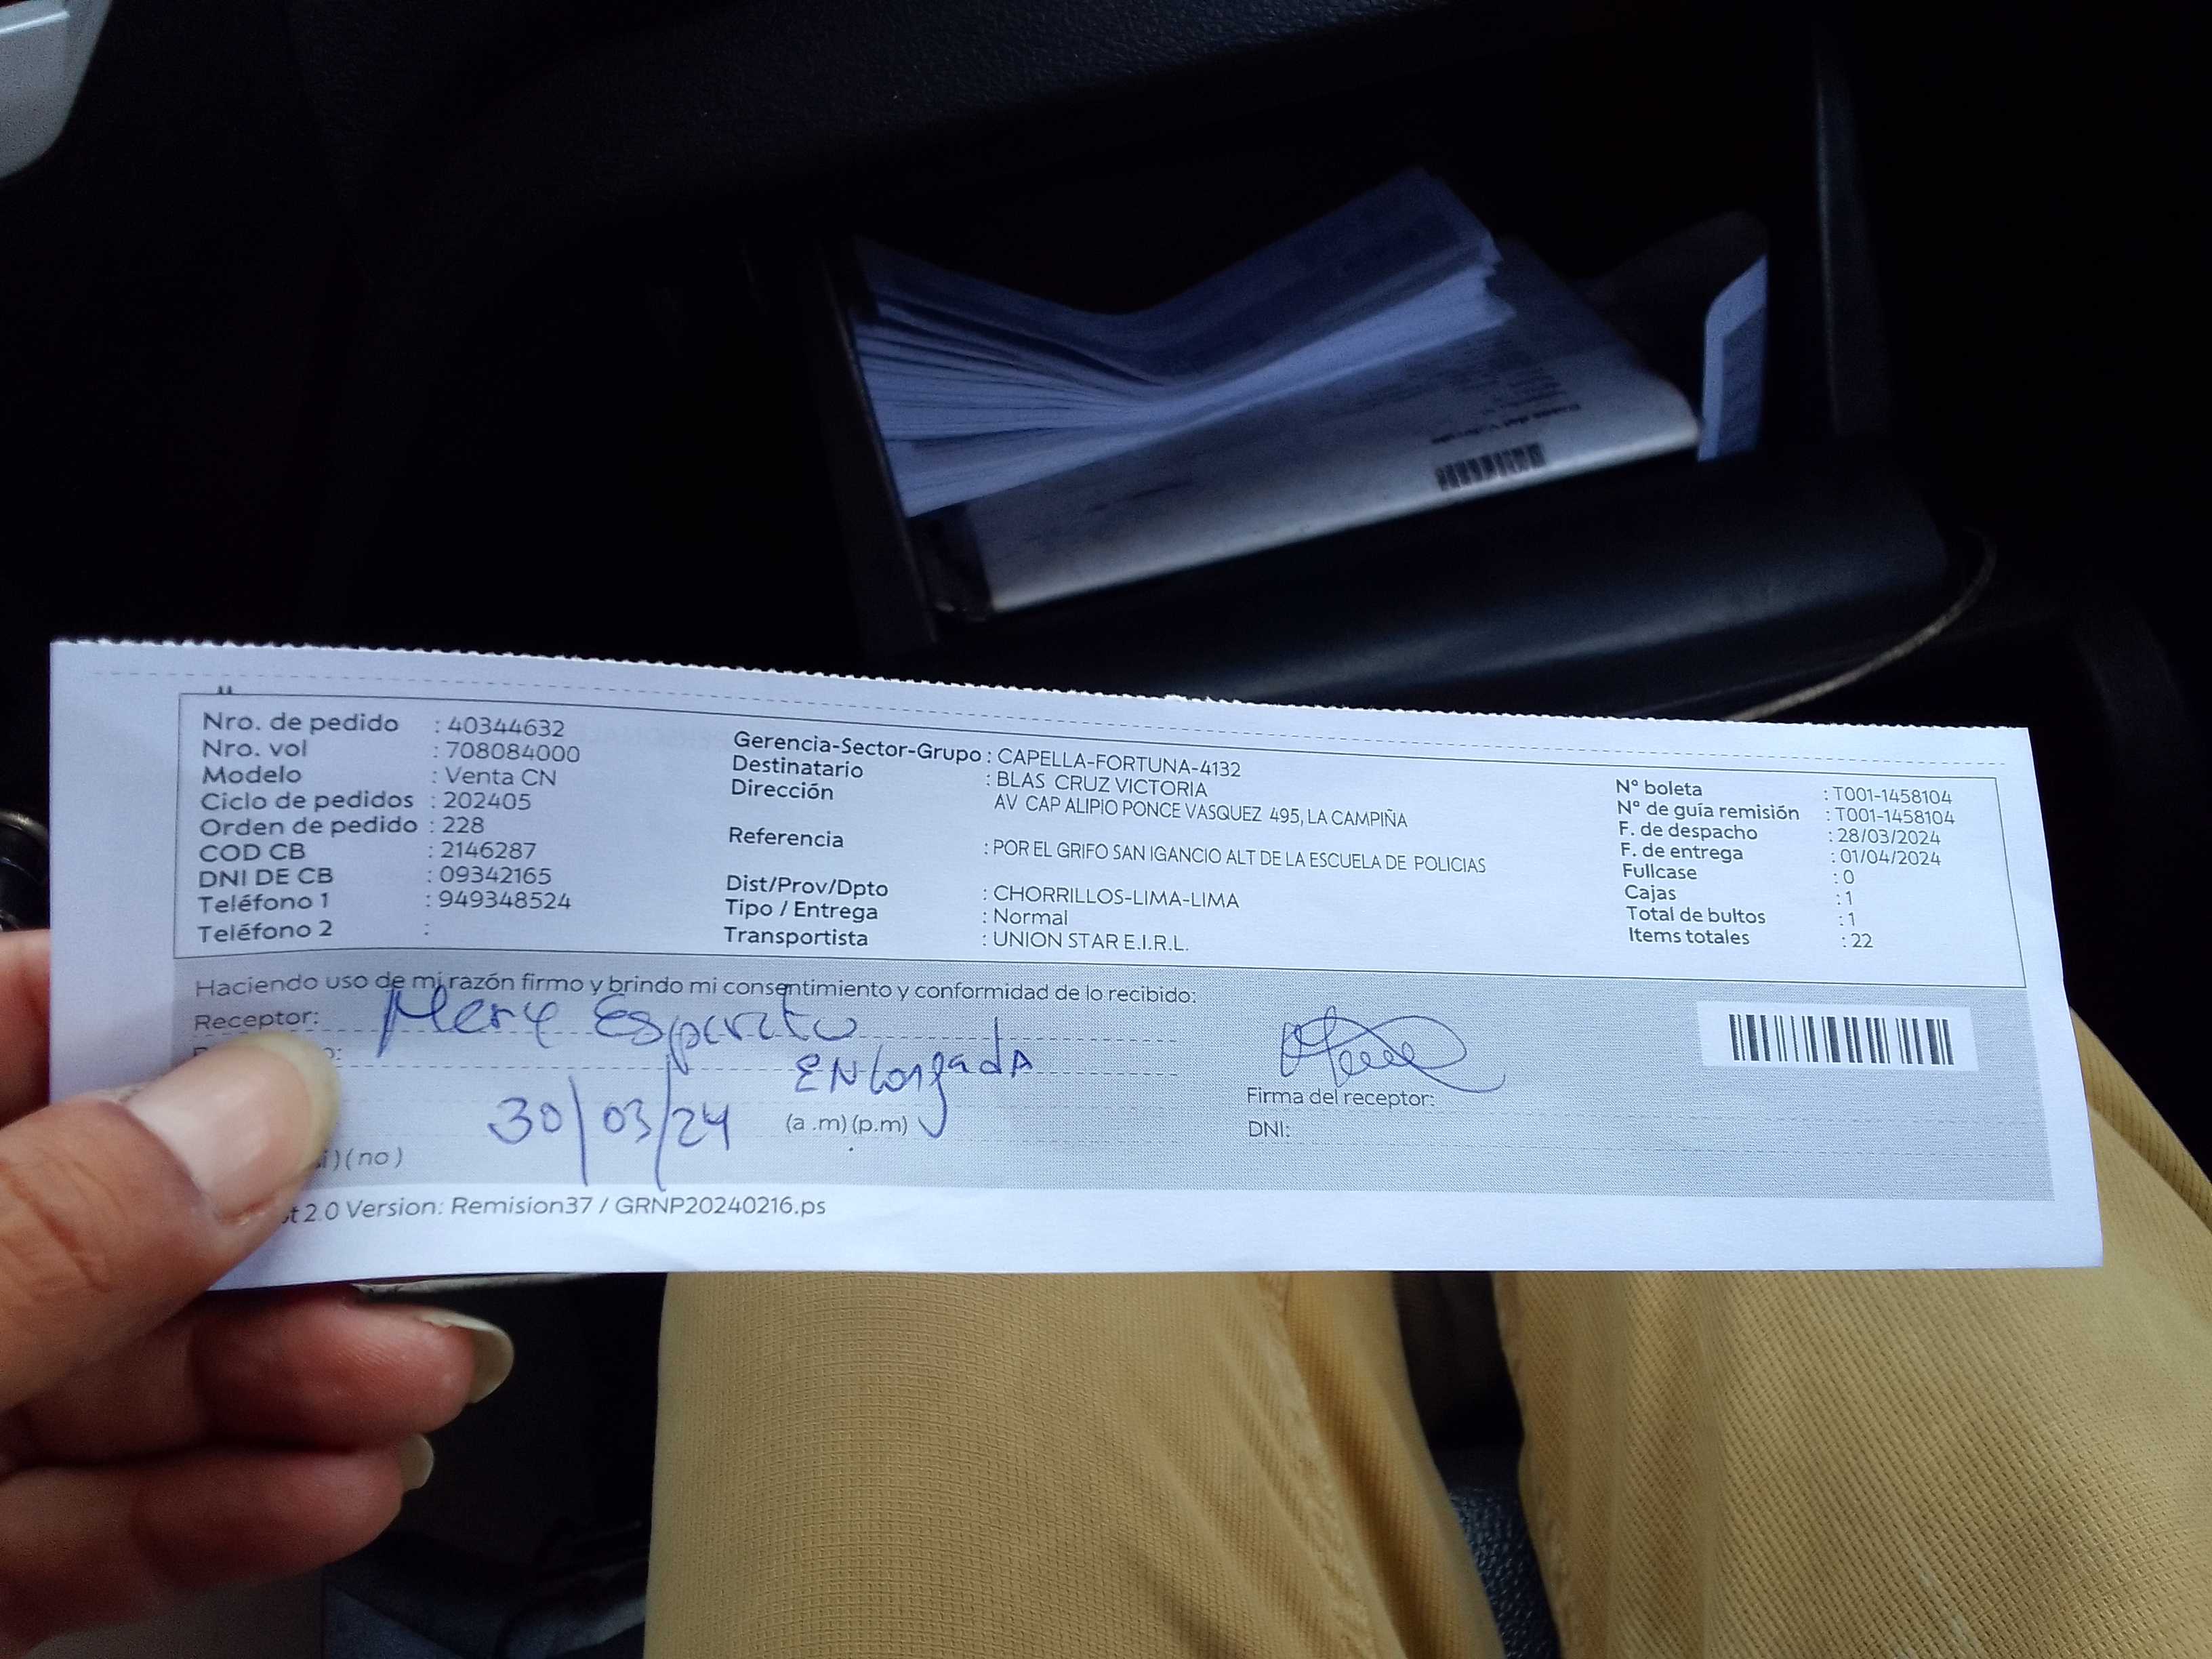 Nro. de pedido : 40344632
Nro. vol : 708084000
Modelo : Venta CN
Ciclo de pedidos : 202405
Orden de pedido : 228
COD CB : 2146287
DNI DE CB : 09342165
Teléfono 1 : 949348524
Teléfono 2 :
Gerencia-Sector-Grupo : CAPELLA-FORTUNA-4132
Destinatario : BLAS CRUZ VICTORIA
Dirección AV CAP ALIPIO PONCE VASQUEZ 495, LA CAMPIÑA
Referencia : POR EL GRIFO SAN IGANCIO ALT DE LA ESCUELA DE POLICIAS
Dist/Prov/Dpto : CHORRILLOS-LIMA-LIMA
Tipo / Entrega : Normal
Transportista : UNION STAR E.I.R.L.
N° boleta : T001-1458104
N° de guía remisión : T001-1458104
F. de despacho : 28/03/2024
F. de entrega : 01/04/2024
Fullcase : 0
Cajas : 1
Total de bultos : 1
Items totales : 22
Haciendo uso de mi razón firmo y brindo mi consentimiento y conformidad de lo recibido:
Receptor: Mery Espiritu
ENcargadA
30/03/24 (a .m) (p.m)
Firma del receptor:
DNI:
(no)
2.0 Version: Remision37 / GRNP20240216.ps